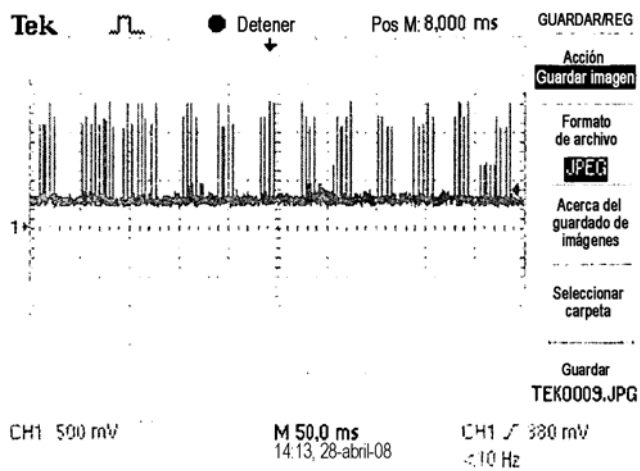 Tek
Detener
Pos M: 8,000 ms
GUARDAR/REG
Acción
Guardar imagen
Formato
de archivo
JPEG
Acerca del
guardado de
imágenes
Seleccionar
carpeta
Guardar
TEK0009.JPG
1
CH1 500 mV
M 50,0 ms
CH1 380 mV
14:13, 28-abril-08
<10 Hz